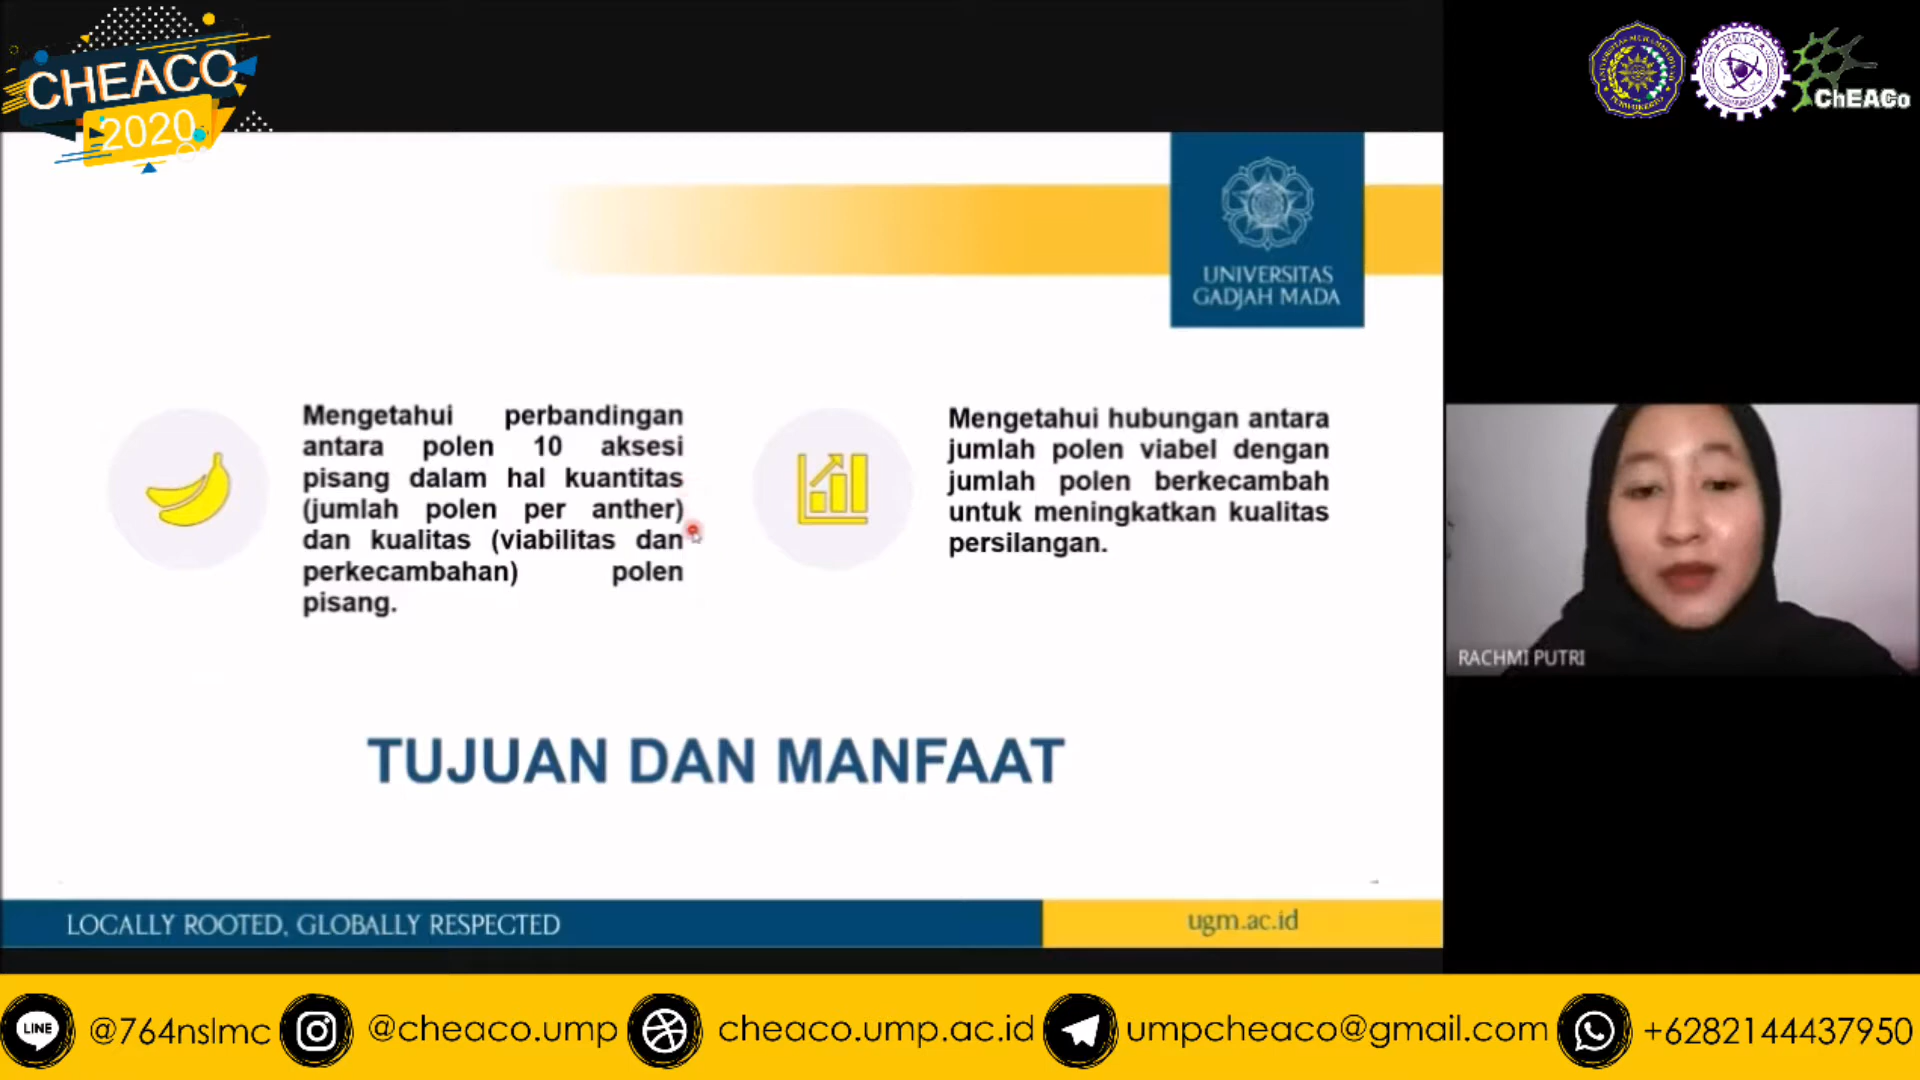 CHEACO
2020
ChEACo
UNIVERSITAS
GADJAH MADA
Mengetahui perbandingan
antara polen 10 aksesi
pisang dalam hal kuantitas
(jumlah polen per anther)
dan kualitas (viabilitas dan
perkecambahan) polen
pisang.
Mengetahui hubungan antara
jumlah polen viabel dengan
jumlah polen berkecambah
untuk meningkatkan kualitas
persilangan.
RACHMI PUTRI
TUJUAN DAN MANFAAT
LOCALLY ROOTED, GLOBALLY RESPECTED
ugm.ac.id
LINE
@764nslmc
@cheaco.ump
cheaco.ump.ac.id
umpcheaco@gmail.com
+6282144437950